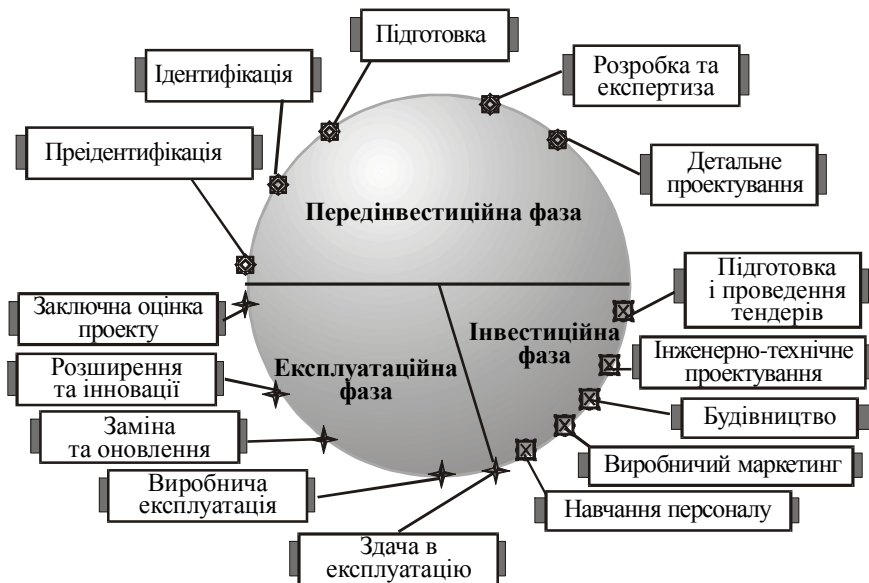 Підготовка
Ідентифікація
Преідентифікація
Розробка та
експертиза
Детальне
проектування
Передінвестиційна фаза
Підготовка
і проведення
тендерів
Інвестиційна
фаза
Інженерно-технічне
проектування
Будівництво
Виробничий маркетинг
Навчання персоналу
Експлуатаційна
фаза
Заключна оцінка
проекту
Розширення
та інновації
Заміна
та оновлення
Виробнича
експлуатація
Здача в
експлуатацію